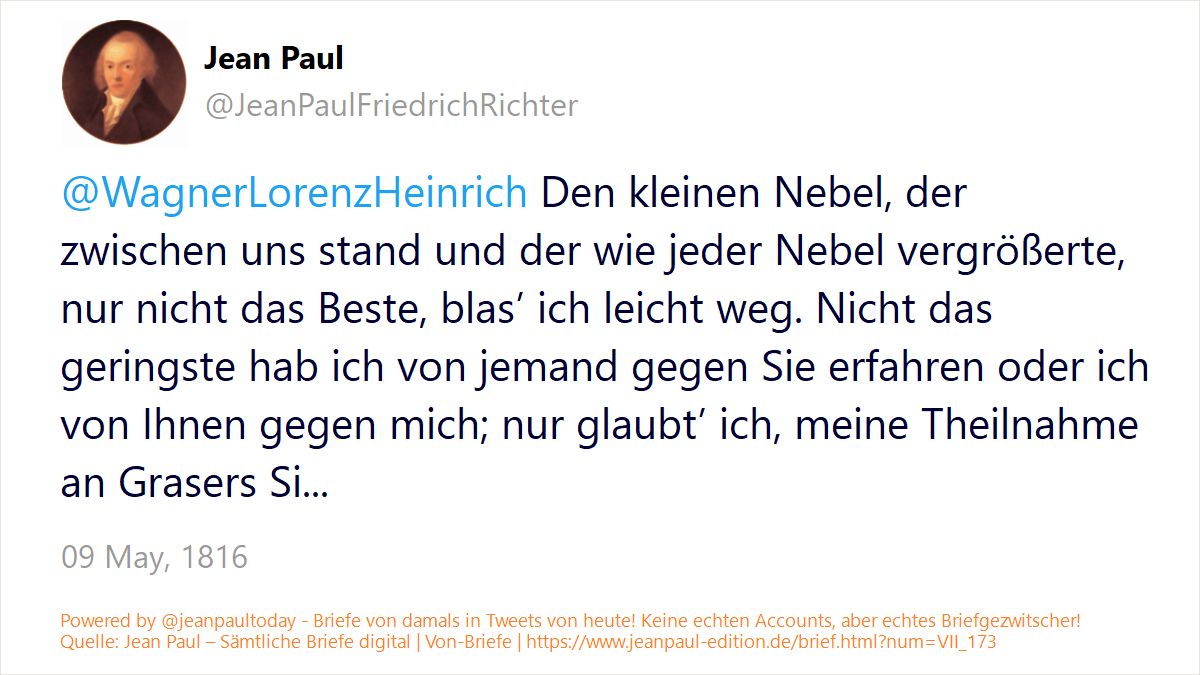 Jean Paul
@JeanPaulFriedrichRichter
@WagnerLorenzHeinrich Den kleinen Nebel, der
zwischen uns stand und der wie jeder Nebel vergrößerte,
nur nicht das Beste, blas’ ich leicht weg. Nicht das
geringste hab ich von jemand gegen Sie erfahren oder ich
von Ihnen gegen mich; nur glaubt’ ich, meine Theilnahme
an Grasers Si...
09 May, 1816
Powered by @jeanpaultoday - Briefe von damals in Tweets von heute! Keine echten Accounts, aber echtes Briefgezwitscher!
Quelle: Jean Paul – Sämtliche Briefe digital | Von-Briefe | https://www.jeanpaul-edition.de/brief.html?num=VII_173